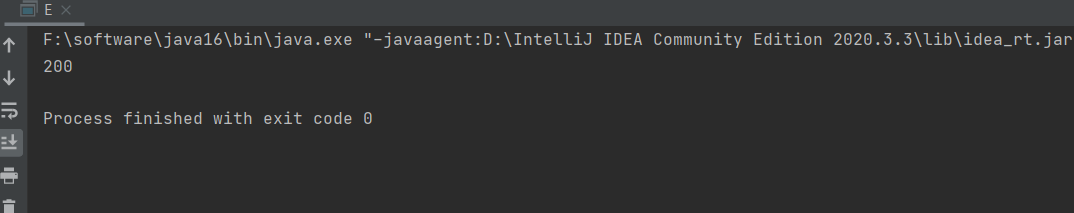 E
F:\software\java16\bin\java.exe "-javaagent:D:\IntelliJ IDEA Community Edition 2020.3.3\lib\idea_rt.jar
200
Process finished with exit code 0